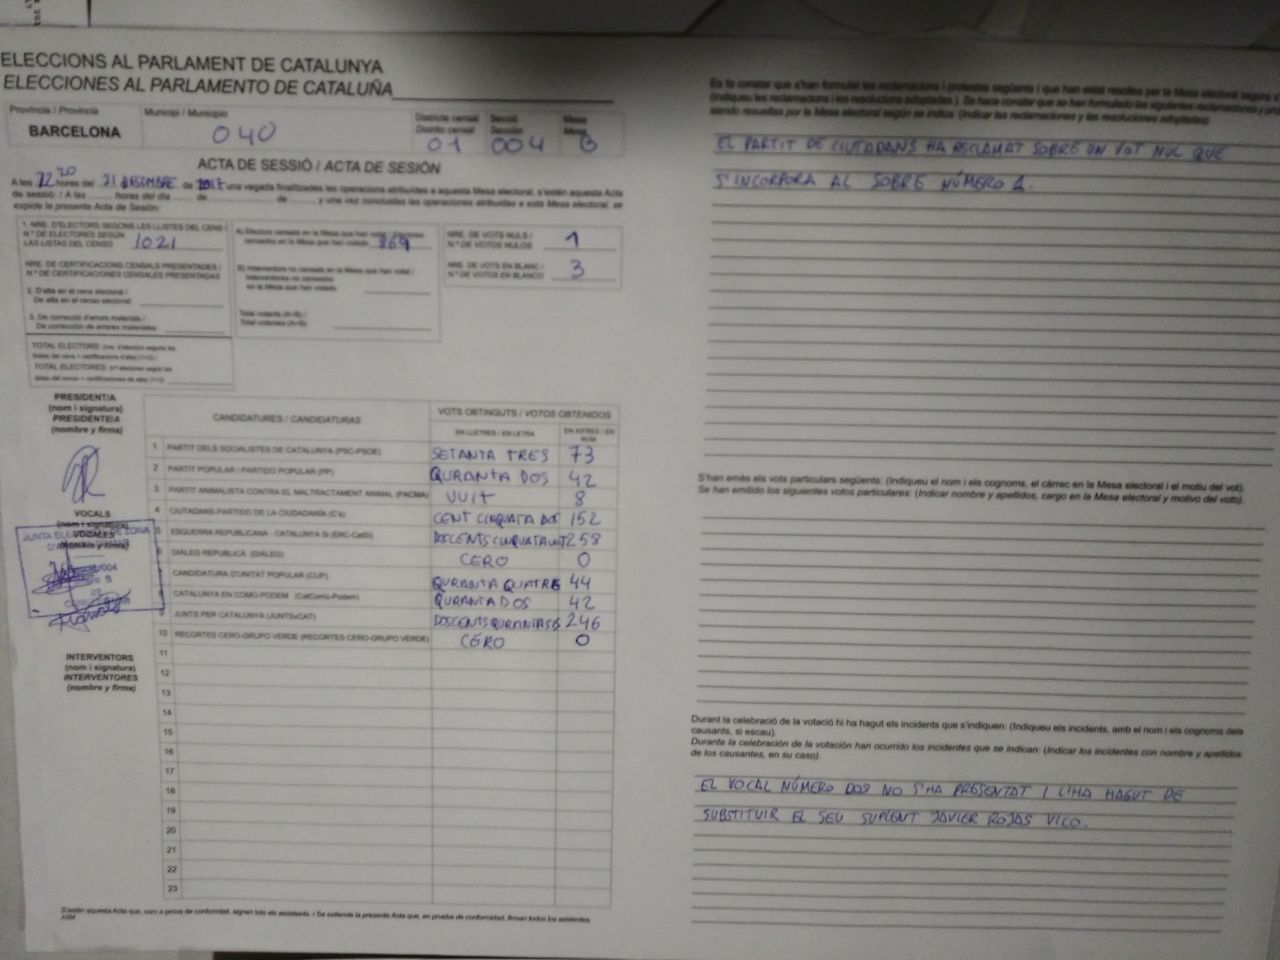 ELECCIONS AL PARLAMENT DE CATALUNYA
ELECCIONES AL PARLAMENTO DE CATALUÑA
Província / Provincia
BARCELONA
Municipi / Municipio
040
Districte censal
Distrito censal
01
Secció
Sección
004
Mesa
Mesa
B
ACTA DE SESSIÓ / ACTA DE SESIÓN
A les 22'20 hores del 21 DESEMBRE de 2017 una vegada finalitzades les operacions atribuïdes a aquesta Mesa electoral, s'estén aquesta Acta
de sessió. / A las horas del día de de y una vez concluidas las operaciones atribuidas a esta Mesa electoral, se
expide la presente Acta de Sesión:
1. NRE. D'ELECTORS SEGONS LES LLISTES DEL CENS /
N.º DE ELECTORES SEGÚN
LAS LISTAS DEL CENSO 1021
NRE. DE CERTIFICACIONS CENSALS PRESENTADES /
N.º DE CERTIFICACIONES CENSALES PRESENTADAS
2. D'alta en el cens electoral /
De alta en el censo electoral
3. De correcció d'errors materials /
De corrección de errores materiales
A) Electors censats en la Mesa que han votat / Electores
censados en la Mesa que han votado 869
B) Interventors no censats en la Mesa que han votat /
Interventores no censados
en la Mesa que han votado
Total votants (A+B) /
Total votantes (A+B)
NRE. DE VOTS NULS /
N.º DE VOTOS NULOS 1
NRE. DE VOTS EN BLANC /
N.º DE VOTOS EN BLANCO 3
TOTAL ELECTORS:
TOTAL ELECTORES:
PRESIDENT/A
(nom i signatura)
PRESIDENTE/A
(nombre y firma)
VOCALS
(nom i signatura)
VOCALES
(nombre y firma)
INTERVENTORS
(nom i signatura)
INTERVENTORES
(nombre y firma)
CANDIDATURES / CANDIDATURAS
VOTS OBTINGUTS / VOTOS OBTENIDOS
EN LLETRES / EN LETRA
EN XIFRES / EN NÚM
1 PARTIT DELS SOCIALISTES DE CATALUNYA (PSC-PSOE) SETANTA TRES 73
2 PARTIT POPULAR / PARTIDO POPULAR (PP) QURANTA DOS 42
3 PARTIT ANIMALISTA CONTRA EL MALTRACTAMENT ANIMAL (PACMA) VUIT 8
4 CIUTADANS-PARTIDO DE LA CIUDADANÍA (C's) CENT CINQUATA DOS 152
5 ESQUERRA REPUBLICANA - CATALUNYA SÍ (ERC-CatSí) DOSCENTS CINQUATA VUIT 258
6 DIÀLEG REPUBLICÀ (DIÀLEG) CERO 0
7 CANDIDATURA D'UNITAT POPULAR (CUP) QURANTA QUATRE 44
8 CATALUNYA EN COMÚ-PODEM (CatComú-Podem) QURANTA DOS 42
9 JUNTS PER CATALUNYA (JUNTSxCAT) DOSCENTS QURANTA SIS 246
10 RECORTES CERO-GRUPO VERDE (RECORTES CERO-GRUPO VERDE) CERO 0
11
12
13
14
15
16
17
18
19
20
21
22
23
S'estén aquesta Acta que, com a prova de conformitat, signen tots els assistents. / Se extiende la presente Acta que, en prueba de conformidad, firman todos los asistentes.
Es fa constar que s'han formulat les reclamacions i protestes següents i que han estat resoltes per la Mesa electoral segons
(Indiqueu les reclamacions i les resolucions adoptades). Se hace constar que se han formulado las siguientes reclamaciones y
siendo resueltas por la Mesa electoral según se indica: (Indicar las reclamaciones y las resoluciones adoptadas).
EL PARTIT DE CIUTADANS HA RECLAMAT SOBRE UN VOT NUL QUE
S'INCORPORA AL SOBRE NÚMERO 1.
S'han emès els vots particulars següents: (Indiqueu el nom i els cognoms, el càrrec en la Mesa electoral i el motiu del vot).
Se han emitido los siguientes votos particulares: (Indicar nombre y apellidos, cargo en la Mesa electoral y motivo del voto).
Durant la celebració de la votació hi ha hagut els incidents que s'indiquen: (Indiqueu els incidents, amb el nom i els cognoms dels
causants, si escau).
Durante la celebración de la votación han ocurrido los incidentes que se indican: (Indicar los incidentes con nombre y apellidos
de los causantes, en su caso).
EL VOCAL NÚMERO DOS NO S'HA PRESENTAT I L'HA HAGUT DE
SUBSTITUIR EL SEU SUPLENT JAVIER ROJAS VICO.